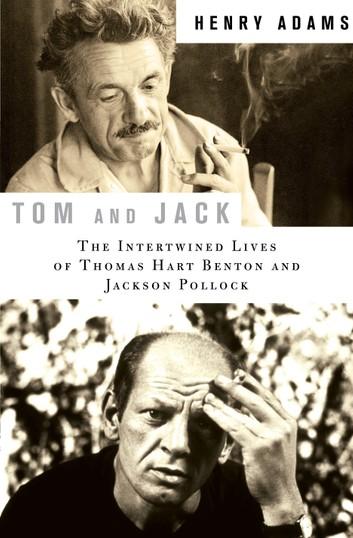 HENRY ADAMS
TOM AND JACK
THE INTERTWINED LIVES
OF THOMAS HART BENTON AND
JACKSON POLLOCK